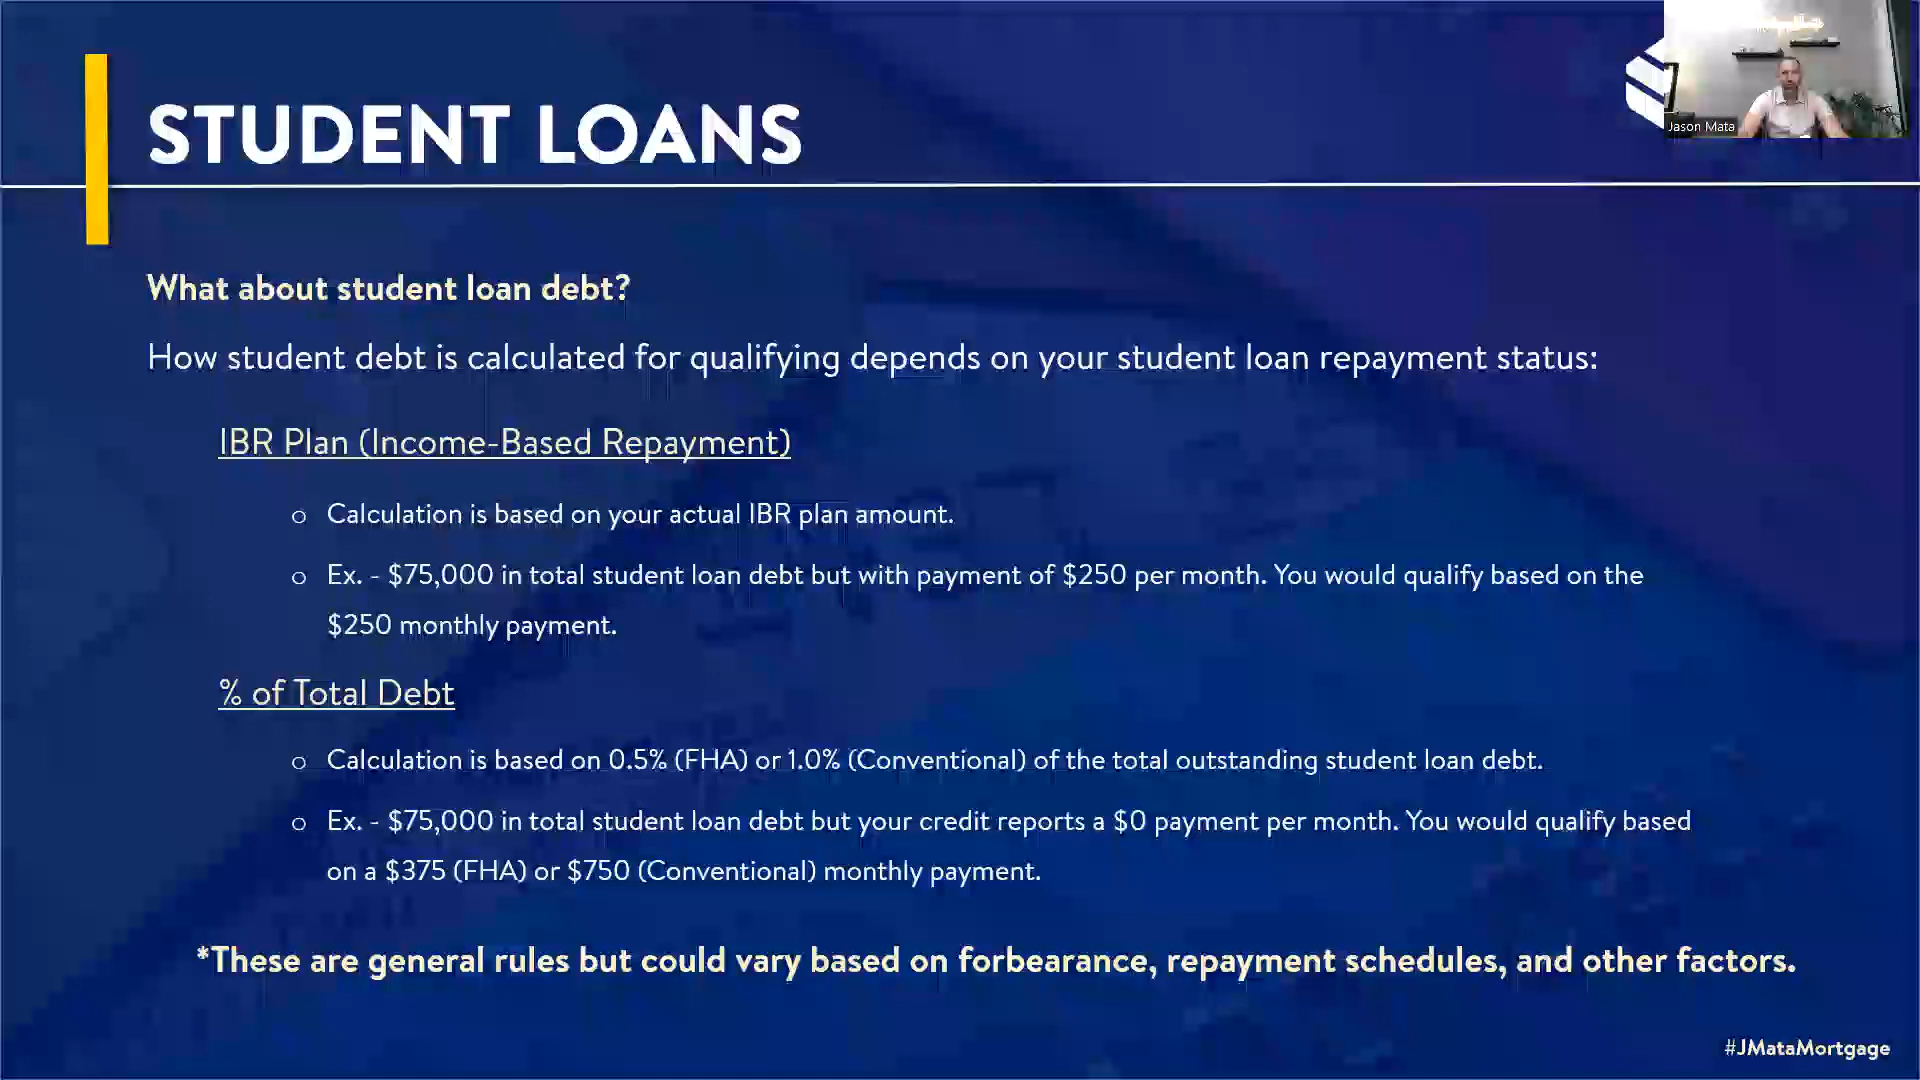 STUDENT LOANS
Jason Mata
What about student loan debt?
How student debt is calculated for qualifying depends on your student loan repayment status:
IBR Plan (Income-Based Repayment)
o Calculation is based on your actual IBR plan amount.
o Ex. - $75,000 in total student loan debt but with payment of $250 per month. You would qualify based on the
$250 monthly payment.
% of Total Debt
o Calculation is based on 0.5% (FHA) or 1.0% (Conventional) of the total outstanding student loan debt.
o Ex. - $75,000 in total student loan debt but your credit reports a $0 payment per month. You would qualify based
on a $375 (FHA) or $750 (Conventional) monthly payment.
*These are general rules but could vary based on forbearance, repayment schedules, and other factors.
#JMataMortgage